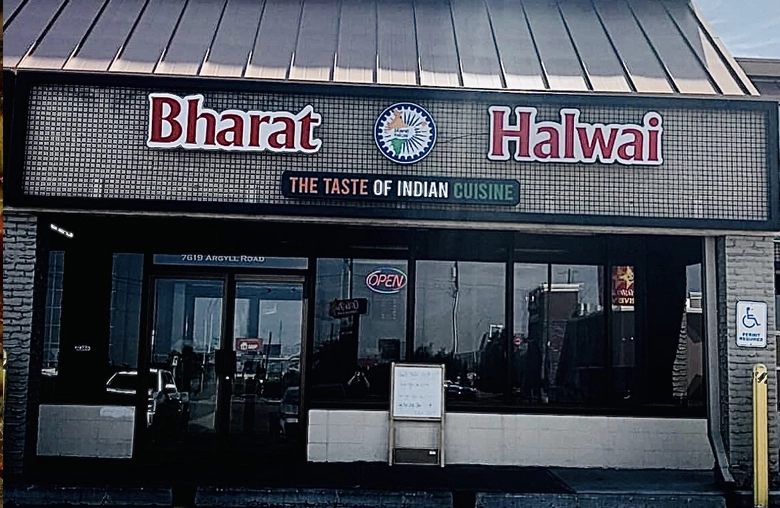 Bharat Halwai
THE TASTE OF INDIAN CUISINE
7619 ARGYLL ROAD
OPEN
PERMIT
REQUIRED